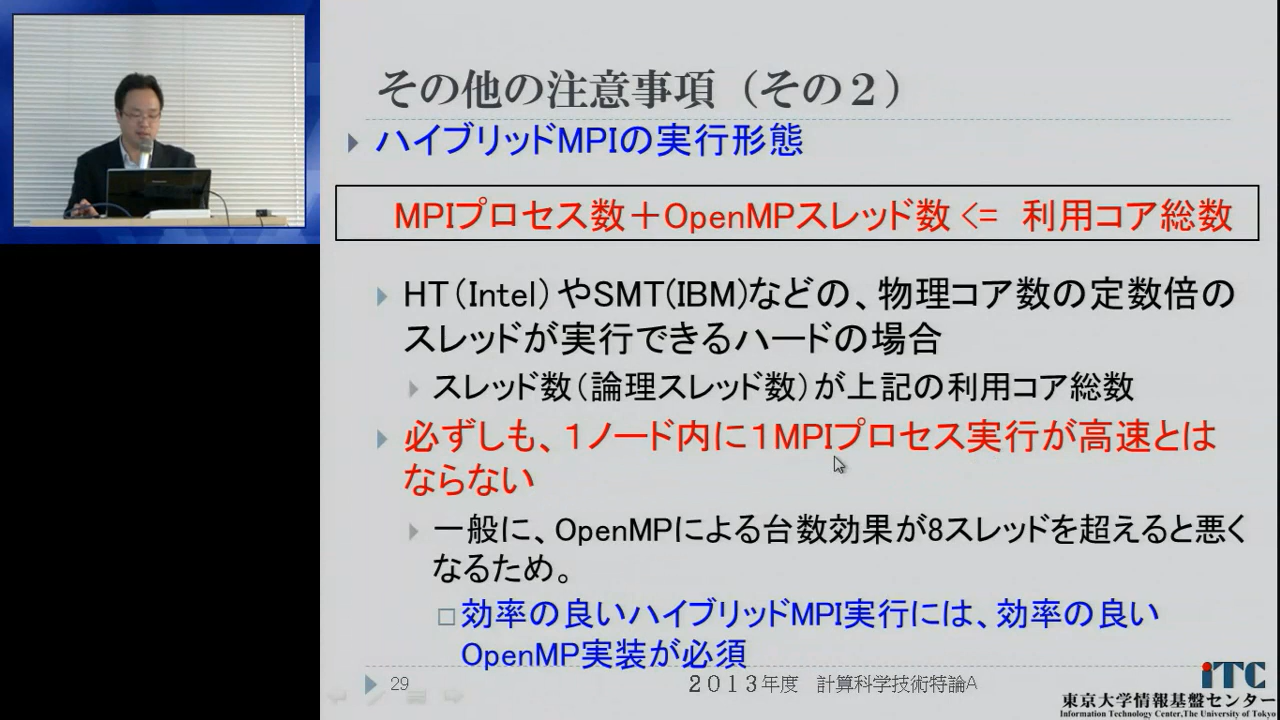 その他の注意事項（その２）
ハイブリッドMPIの実行形態
MPIプロセス数＋OpenMPスレッド数 <= 利用コア総数
HT（Intel）やSMT(IBM)などの、物理コア数の定数倍の
スレッドが実行できるハードの場合
スレッド数（論理スレッド数）が上記の利用コア総数
必ずしも、１ノード内に１MPIプロセス実行が高速とは
ならない
一般に、OpenMPによる台数効果が8スレッドを超えると悪く
なるため。
効率の良いハイブリッドMPI実行には、効率の良い
OpenMP実装が必須
29
２０１３年度　計算科学技術特論A
iTC
東京大学情報基盤センター
Information Technology Center,The University of Tokyo